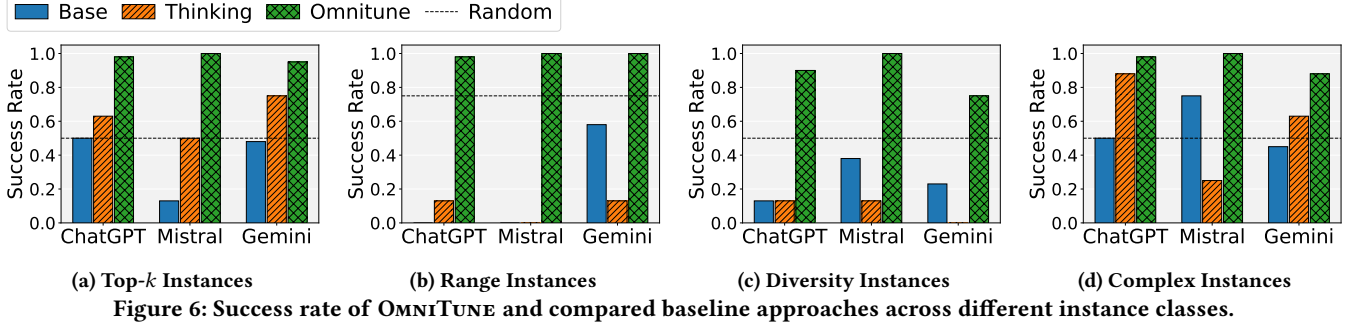 Base Thinking Omnitune Random
Success Rate
1.0
0.8
0.6
0.4
0.2
0.0
ChatGPT Mistral Gemini
(a) Top-k Instances
Success Rate
1.0
0.8
0.6
0.4
0.2
0.0
ChatGPT Mistral Gemini
(b) Range Instances
Success Rate
1.0
0.8
0.6
0.4
0.2
0.0
ChatGPT Mistral Gemini
(c) Diversity Instances
Success Rate
1.0
0.8
0.6
0.4
0.2
0.0
ChatGPT Mistral Gemini
(d) Complex Instances
Figure 6: Success rate of OMNITUNE and compared baseline approaches across different instance classes.